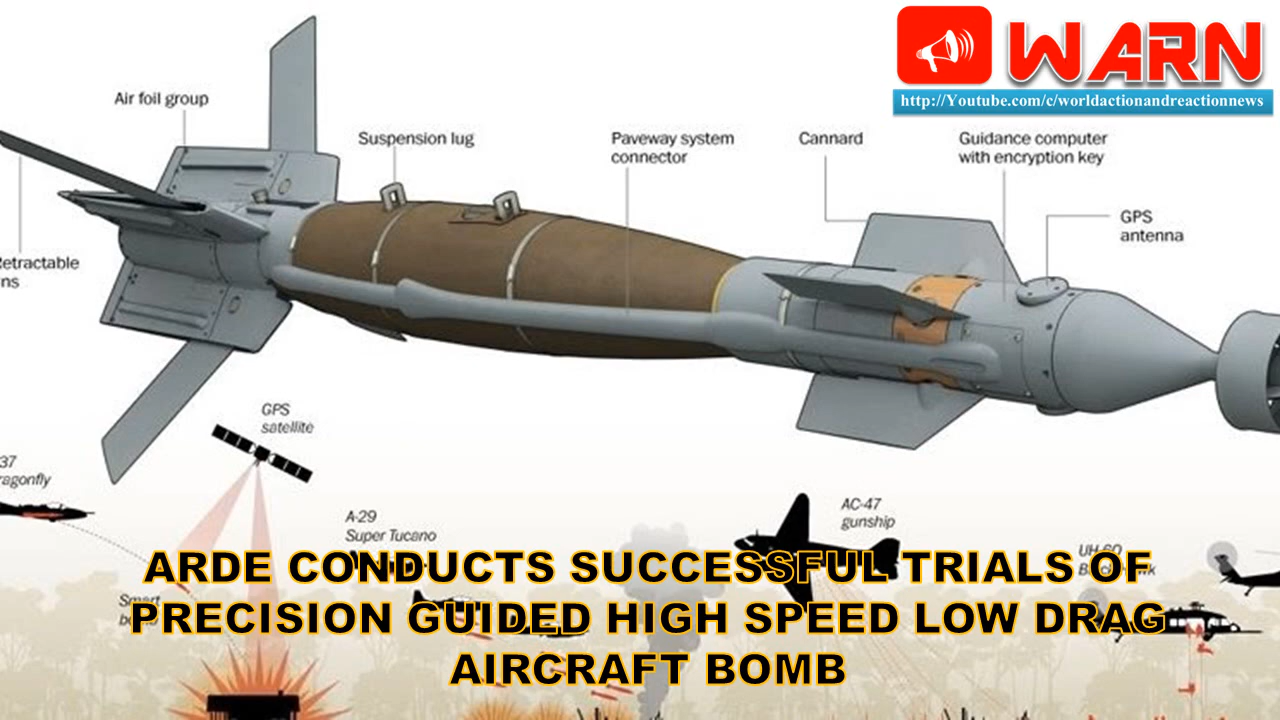 WARN
http://Youtube.com/c/worldactionandreactionnews
Air foil group
Suspension lug
Paveway system
connector
Cannard
Guidance computer
with encryption key
GPS
antenna
etractable
ns
GPS
satellite
37
ragonfly
A-29
Super Tucano
AC-47
gunship
UH-60
Smart
ARDE CONDUCTS SUCCESSFUL TRIALS OF
PRECISION GUIDED HIGH SPEED LOW DRAG
AIRCRAFT BOMB